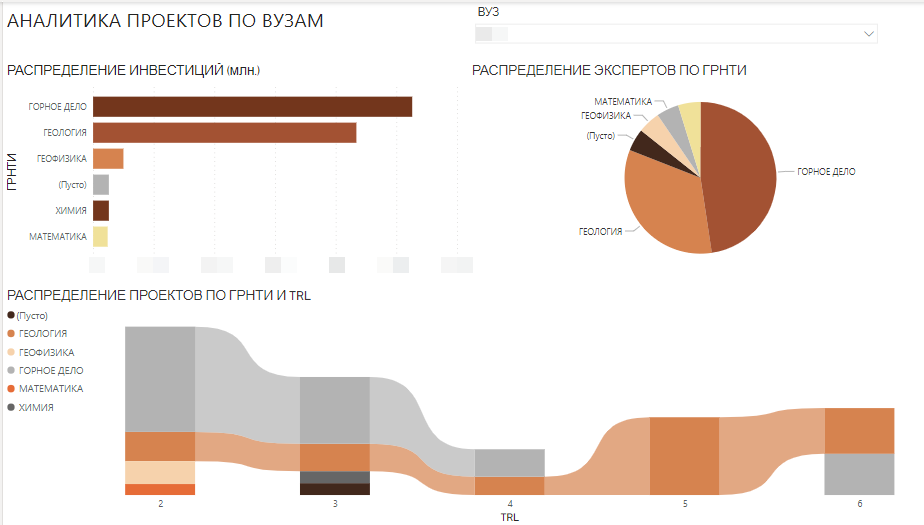 АНАЛИТИКА ПРОЕКТОВ ПО ВУЗАМ
ВУЗ
РАСПРЕДЕЛЕНИЕ ИНВЕСТИЦИЙ (МЛН.)
ГРНТИ
ГОРНОЕ ДЕЛО
ГЕОЛОГИЯ
ГЕОФИЗИКА
(Пусто)
ХИМИЯ
МАТЕМАТИКА
РАСПРЕДЕЛЕНИЕ ЭКСПЕРТОВ ПО ГРНТИ
МАТЕМАТИКА
ГЕОФИЗИКА
(Пусто)
ГОРНОЕ ДЕЛО
ГЕОЛОГИЯ
РАСПРЕДЕЛЕНИЕ ПРОЕКТОВ ПО ГРНТИ И TRL
(Пусто)
ГЕОЛОГИЯ
ГЕОФИЗИКА
ГОРНОЕ ДЕЛО
МАТЕМАТИКА
ХИМИЯ
2 3 4 5 6
TRL